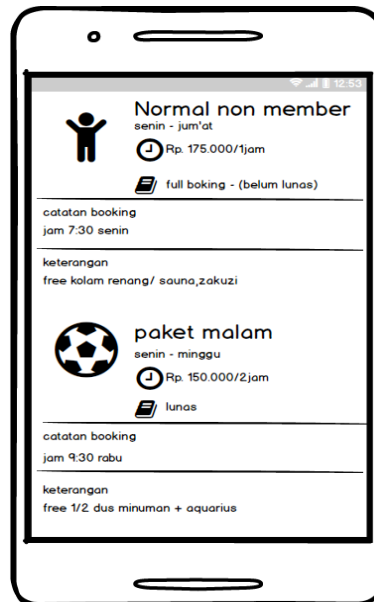 12:53
Normal non member
senin - jum'at
Rp. 175.000/1jam
full boking - (belum lunas)
catatan booking
jam 7:30 senin
keterangan
free kolam renang/ sauna,zakuzi
paket malam
senin - minggu
Rp. 150.000/2jam
lunas
catatan booking
jam 9:30 rabu
keterangan
free 1/2 dus minuman + aquarius